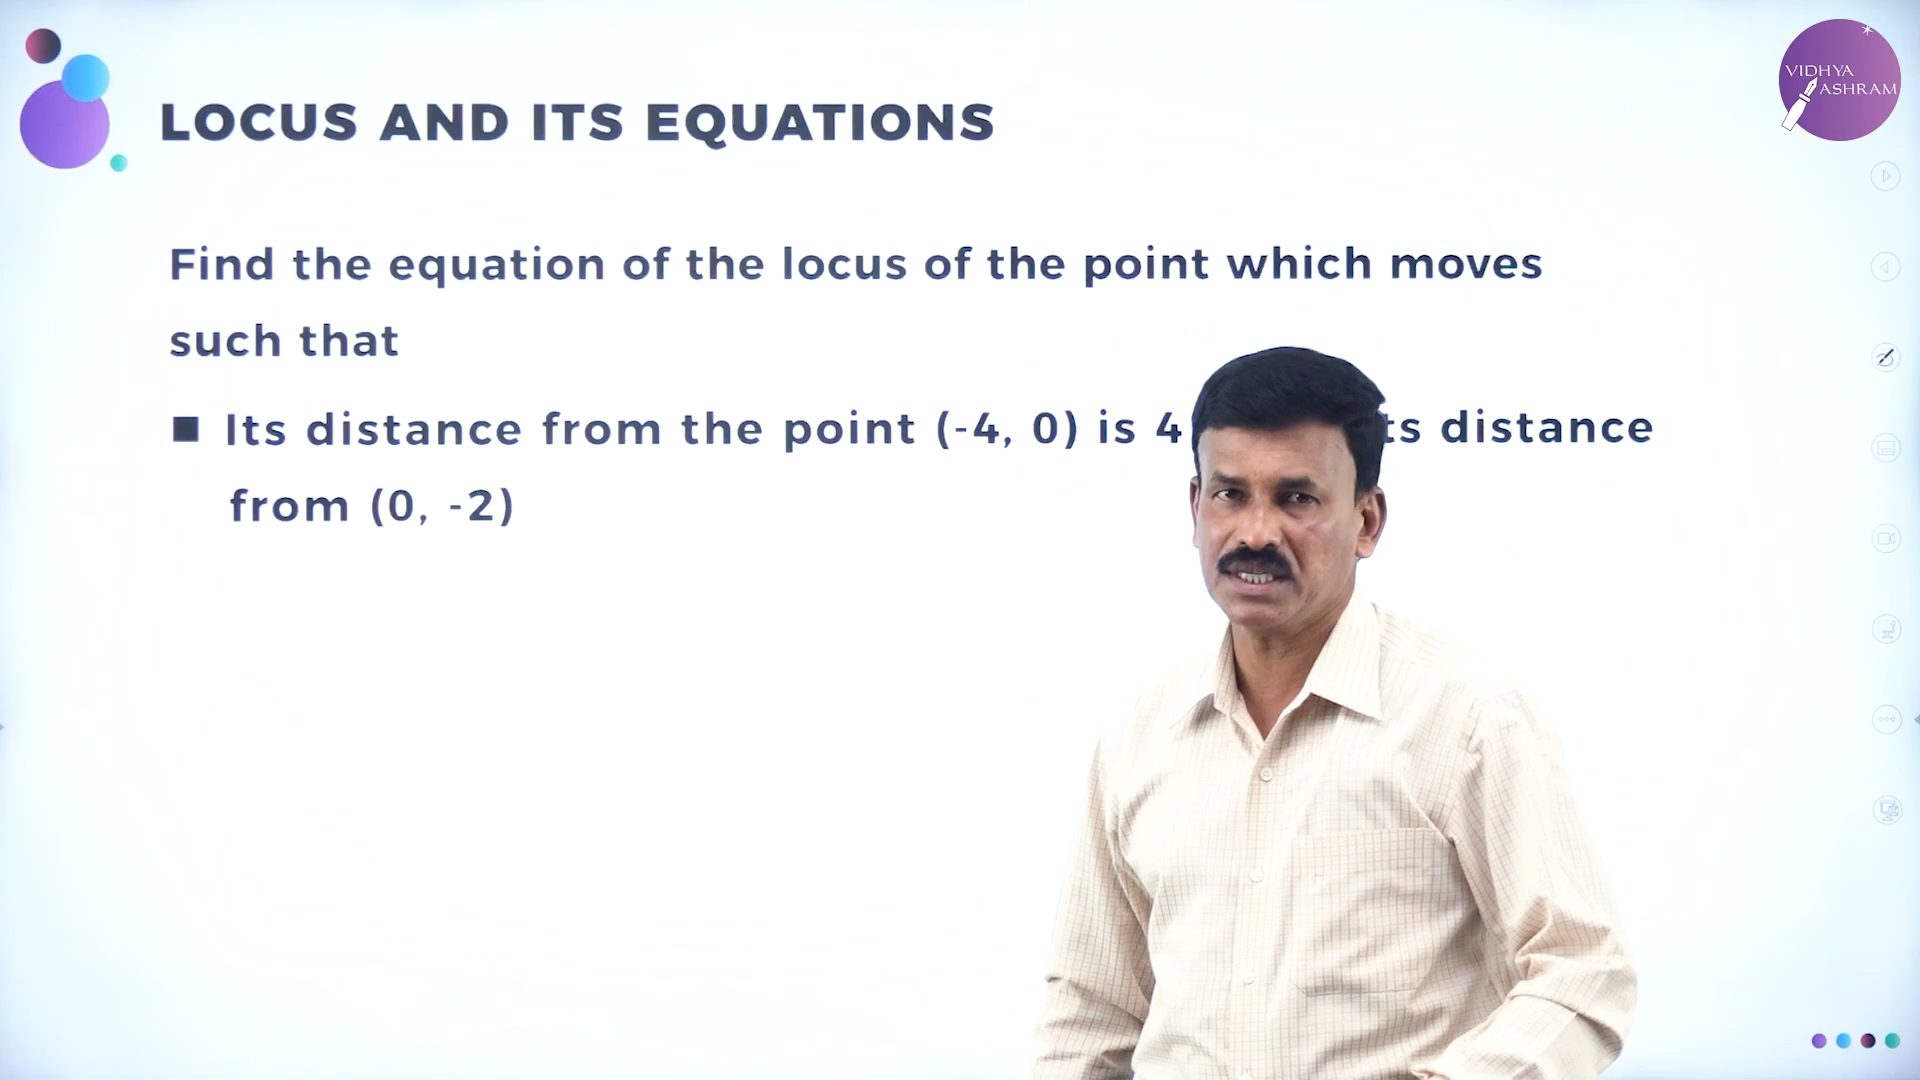 VIDHYA
ASHRAM
LOCUS AND ITS EQUATIONS
Find the equation of the locus of the point which moves
such that
■ Its distance from the point (-4, 0) is 4 ts distance
from (0, -2)